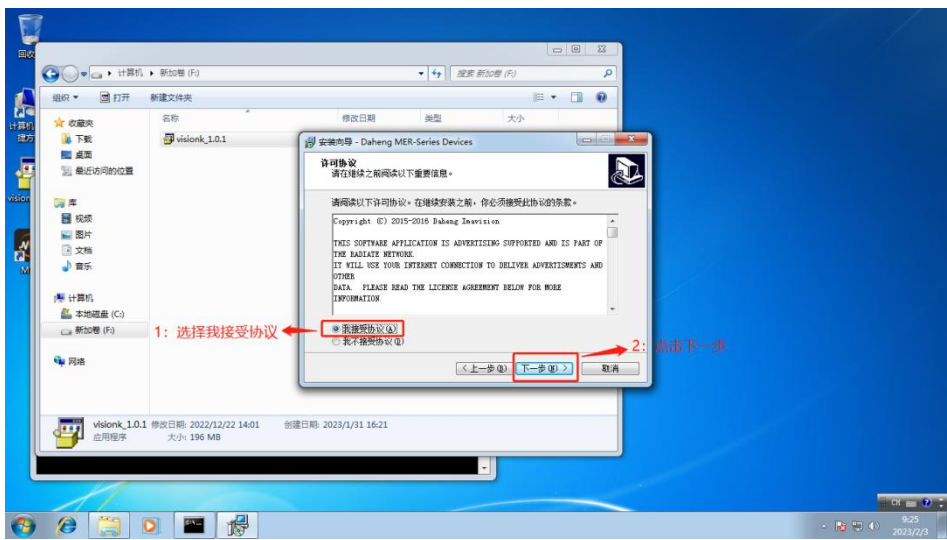 回收
计算机
新加卷 (F:)
搜索 新加卷 (F:)
组织
打开
新建文件夹
名称
修改日期
类型
大小
收藏夹
下载
桌面
最近访问的位置
库
视频
图片
文档
音乐
计算机
本地磁盘 (C:)
新加卷 (F:)
网络
visionk_1.0.1
计算机
捷方
vision
安装向导 - Daheng MER-Series Devices
许可协议
请在继续之前阅读以下重要信息。
请阅读以下许可协议。在继续安装之前，你必须接受此协议的条款。
Copyright (C) 2015-2016 Daheng Imavision
THIS SOFTWARE APPLICATION IS ADVERTISING SUPPORTED AND IS PART OF
THE RADIATE NETWORK.
IT WILL USE YOUR INTERNET CONNECTION TO DELIVER ADVERTISMENTS AND
OTHER
DATA. PLEASE READ THE LICENSE AGREEMENT BELOW FOR MORE
INFORMATION
我接受协议(A)
我不接受协议(D)
1：选择我接受协议
2：点击下一步
<上一步(B)
下一步(N) >
取消
visionk_1.0.1 修改日期: 2022/12/22 14:01 创建日期: 2023/1/31 16:21
应用程序 大小: 196 MB
CH
9:25
2023/2/3